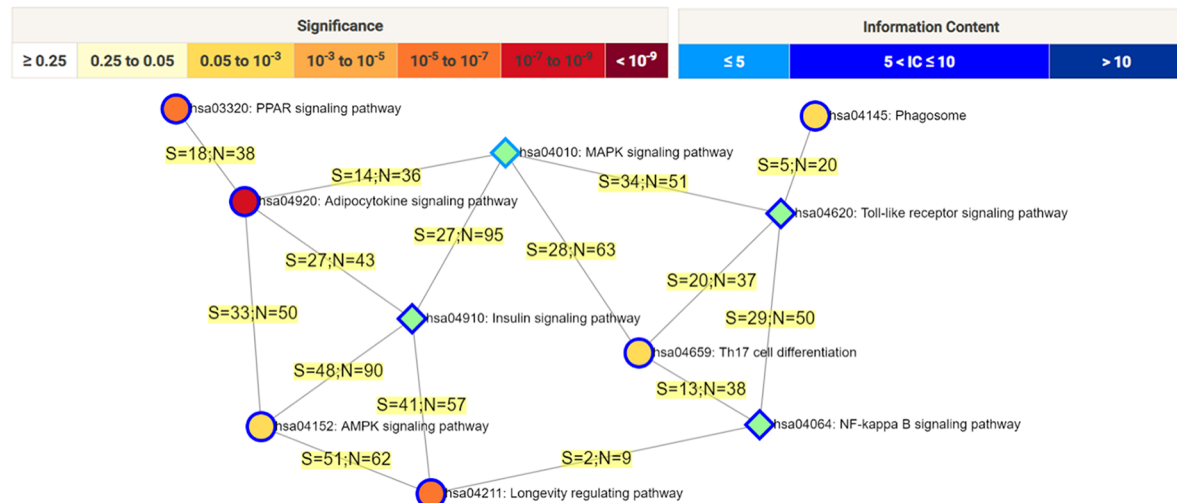 Significance
Information Content
≥ 0.25
0.25 to 0.05
0.05 to 10⁻³
10⁻³ to 10⁻⁵
10⁻⁵ to 10⁻⁷
10⁻⁷ to 10⁻⁹
< 10⁻⁹
≤ 5
5 < IC ≤ 10
> 10
hsa03320: PPAR signaling pathway
hsa04145: Phagosome
S=18;N=38
hsa04010: MAPK signaling pathway
S=5;N=20
S=14;N=36
S=34;N=51
hsa04920: Adipocytokine signaling pathway
hsa04620: Toll-like receptor signaling pathway
S=27;N=95
S=28;N=63
S=27;N=43
S=20;N=37
S=33;N=50
hsa04910: Insulin signaling pathway
S=29;N=50
hsa04659: Th17 cell differentiation
S=48;N=90
S=13;N=38
S=41;N=57
hsa04152: AMPK signaling pathway
hsa04064: NF-kappa B signaling pathway
S=51;N=62
S=2;N=9
hsa04211: Longevity regulating pathway